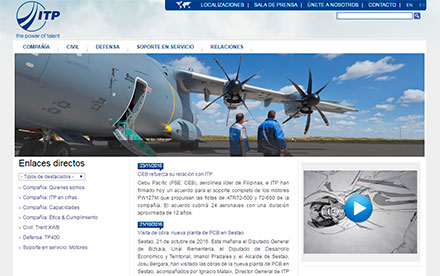 LOCALIZACIONES | SALA DE PRENSA | ÚNETE A NOSOTROS | CONTACTO | EN ES
ITP
the power of talent
COMPAÑÍA CIVIL DEFENSA SOPORTE EN SERVICIO RELACIONES
Enlaces directos
- Tipos de destacados -
» Compañía: Quienes somos
» Compañía: ITP en cifras
» Compañía: Capacidades
» Compañía: Ética & Cumplimiento
» Civil: Trent XWB
» Defensa: TP400
» Soporte en servicio: Motores
23/11/2016
CEB refuerza su relación con ITP
Cebu Pacific (PSE: CEB), aerolínea líder de Filipinas, e ITP han
firmado hoy un acuerdo para el soporte completo de los motores
PW127M que propulsan las flotas de ATR72-500 y 72-600 de la
compañía. El acuerdo cubrirá 24 aeronaves con una duración
aproximada de 12 años.
21/10/2016
Visita de obra: nueva planta de PCB en Sestao
Sestao, 21 de octubre de 2016. Esta mañana el Diputado General
de Bizkaia, Unai Rementeria, el Diputado de Desarrollo
Económico y Territorial, Imanol Pradales y, el Alcalde de Sestao,
Josu Bergara, han visitado las obras de la nueva planta de PCB en
Sestao, acompañados por Ignacio Mataix, Director General de ITP